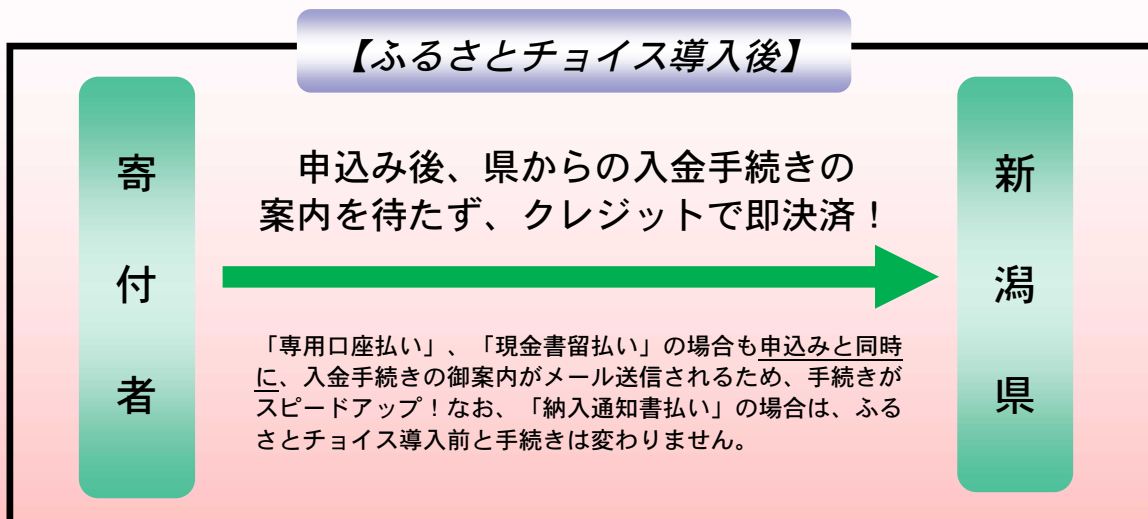 【ふるさとチョイス導入後】
寄付者
申込み後、県からの入金手続きの
案内を待たず、クレジットで即決済！
「専用口座払い」、「現金書留払い」の場合も申込みと同時
に、入金手続きの御案内がメール送信されるため、手続きが
スピードアップ！なお、「納入通知書払い」の場合は、ふる
さとチョイス導入前と手続きは変わりません。
新潟県